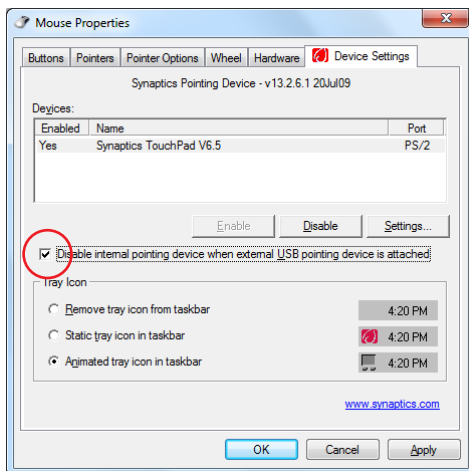 Mouse Properties
Buttons Pointers Pointer Options Wheel Hardware Device Settings
Synaptics Pointing Device - v13.2.6.1 20Jul09
Devices:
Enabled Name Port
Yes Synaptics TouchPad V6.5 PS/2
Enable Disable Settings...
Disable internal pointing device when external USB pointing device is attached
Tray Icon
Remove tray icon from taskbar 4:20 PM
Static tray icon in taskbar 4:20 PM
Animated tray icon in taskbar 4:20 PM
www.synaptics.com
OK Cancel Apply